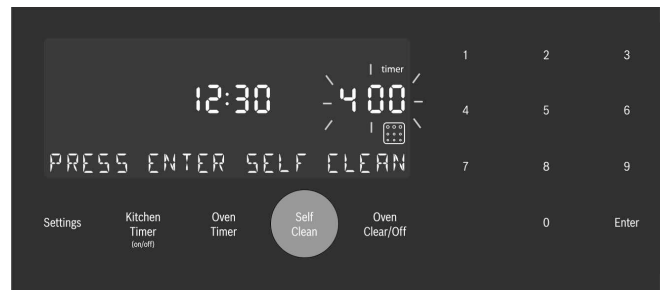 timer
12:30
4 00
PRESS ENTER SELF CLEAN
Settings
Kitchen
Timer
(on/off)
Oven
Timer
Self
Clean
Oven
Clear/Off
1 2 3
4 5 6
7 8 9
0 Enter